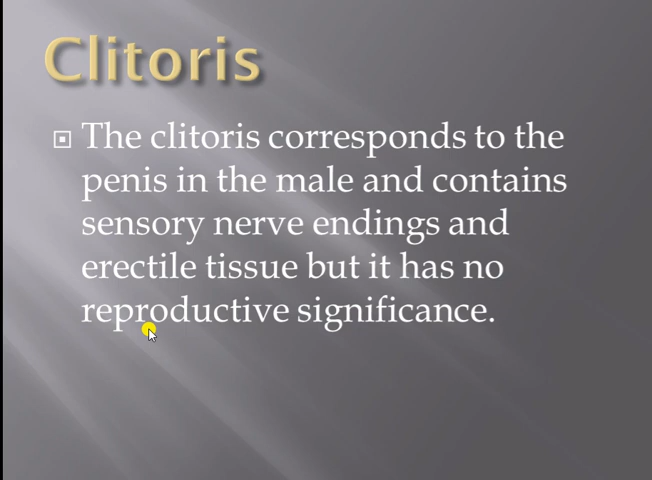 Clitoris
The clitoris corresponds to the
penis in the male and contains
sensory nerve endings and
erectile tissue but it has no
reproductive significance.